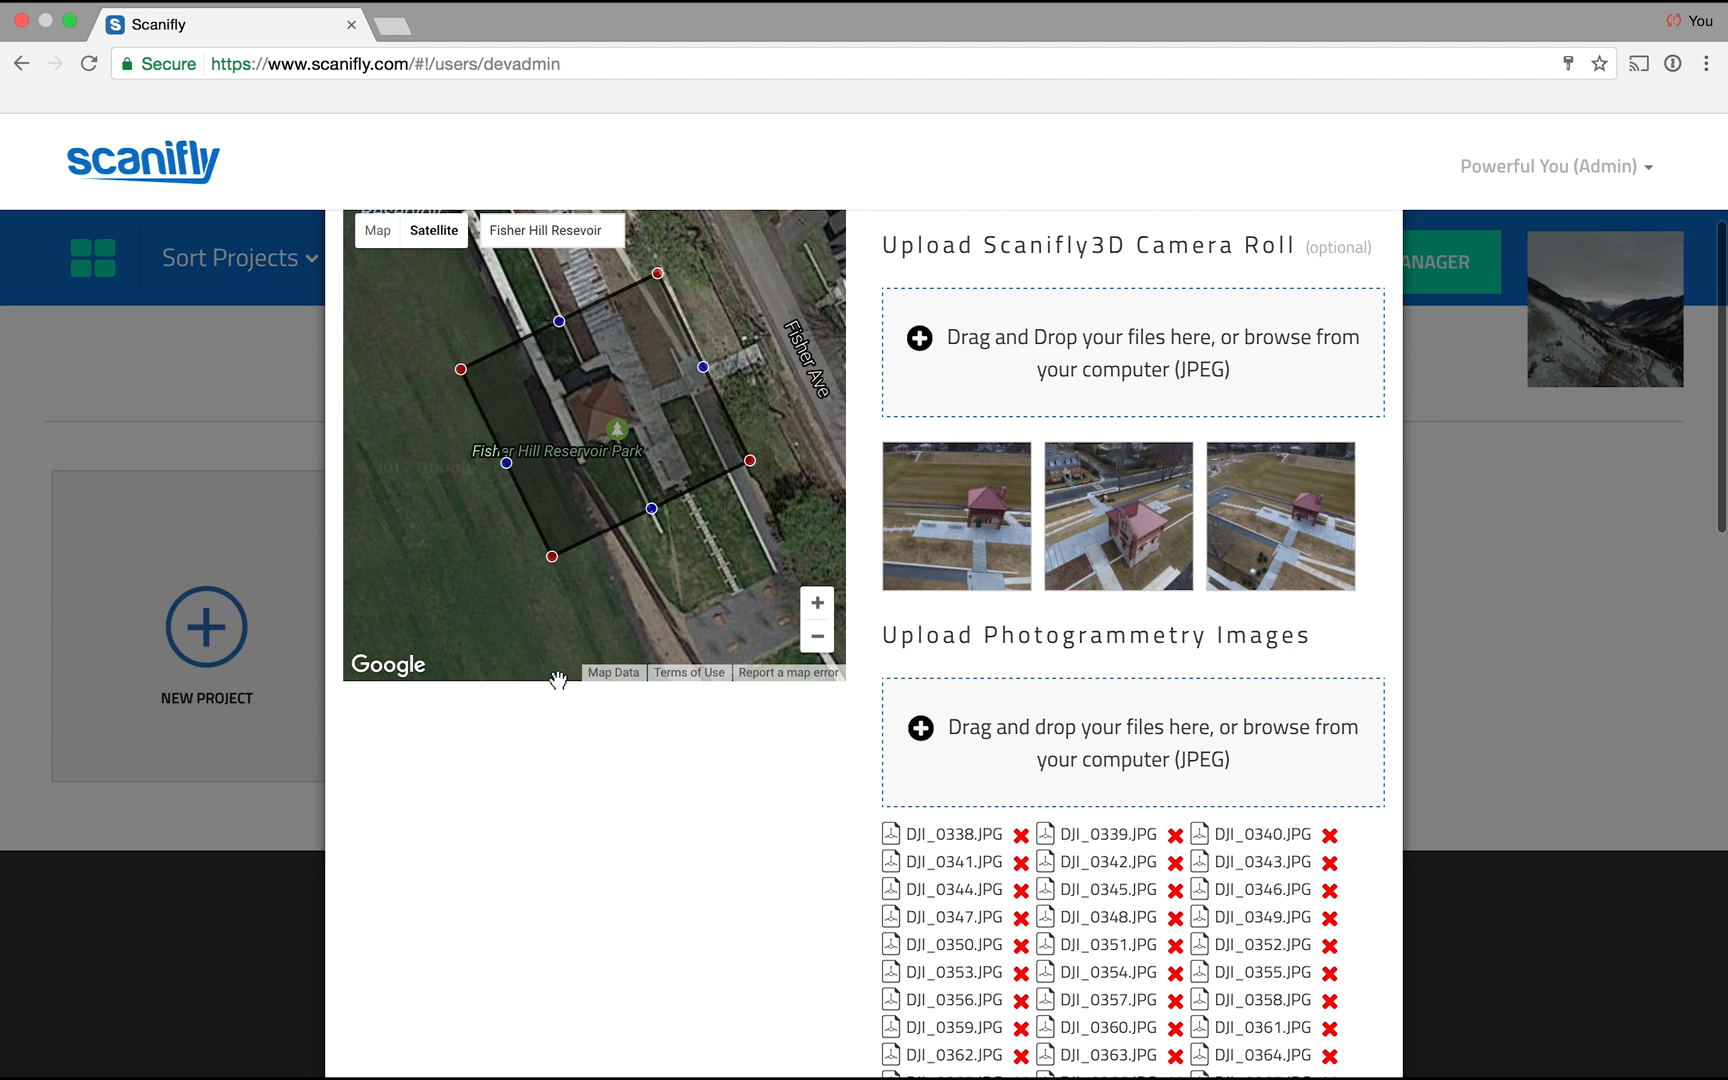 Scanifly
You
Secure https://www.scanifly.com/#!/users/devadmin
scanifly
Powerful You (Admin)
Sort Projects
ANAGER
NEW PROJECT
Map Satellite Fisher Hill Resevoir
Fisher Ave
Fisher Hill Reservoir Park
Google
Map Data Terms of Use Report a map error
Upload Scanifly3D Camera Roll (optional)
Drag and Drop your files here, or browse from
your computer (JPEG)
Upload Photogrammetry Images
Drag and drop your files here, or browse from
your computer (JPEG)
DJI_0338.JPG DJI_0339.JPG DJI_0340.JPG
DJI_0341.JPG DJI_0342.JPG DJI_0343.JPG
DJI_0344.JPG DJI_0345.JPG DJI_0346.JPG
DJI_0347.JPG DJI_0348.JPG DJI_0349.JPG
DJI_0350.JPG DJI_0351.JPG DJI_0352.JPG
DJI_0353.JPG DJI_0354.JPG DJI_0355.JPG
DJI_0356.JPG DJI_0357.JPG DJI_0358.JPG
DJI_0359.JPG DJI_0360.JPG DJI_0361.JPG
DJI_0362.JPG DJI_0363.JPG DJI_0364.JPG